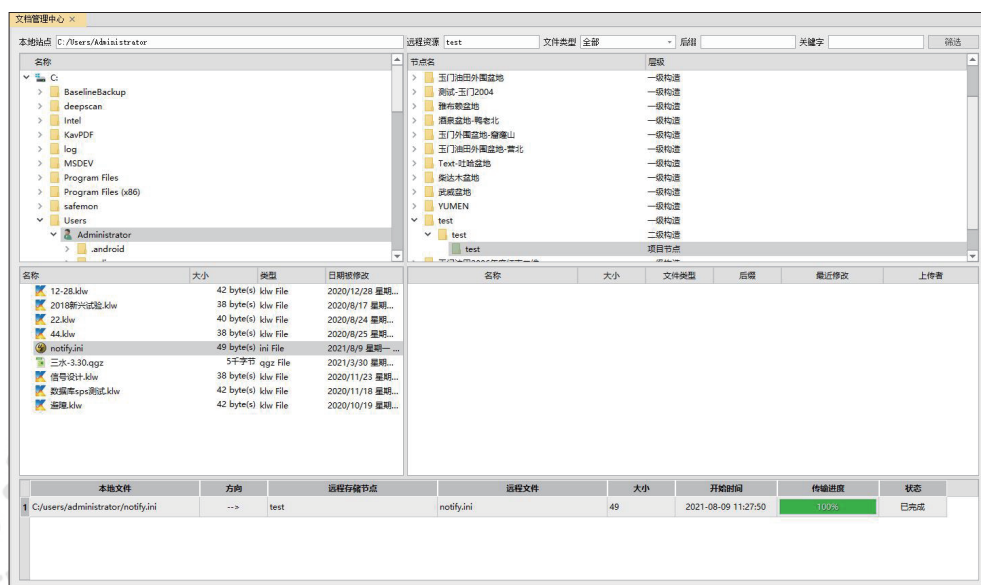 文档管理中心 ×
本地站点 C:/Users/Administrator 远程资源 test 文件类型 全部 后缀 关键字 筛选
名称
C:
BaselineBackup
deepscan
Intel
KavPDF
log
MSDEV
Program Files
Program Files (x86)
safemon
Users
Administrator
.android
节点名 层级
玉门油田外围盆地 一级构造
测试-玉门2004 一级构造
雅布赖盆地 一级构造
酒泉盆地-鸭老北 一级构造
玉门外围盆地-窟窿山 一级构造
玉门油田外围盆地-营北 一级构造
Text-吐哈盆地 一级构造
柴达木盆地 一级构造
武威盆地 一级构造
YUMEN 一级构造
test 一级构造
test 二级构造
test 项目节点
名称 大小 类型 日期被修改
12-28.klw 42 byte(s) klw File 2020/12/28 星期...
2018新兴试验.klw 38 byte(s) klw File 2020/8/17 星期...
22.klw 40 byte(s) klw File 2020/8/24 星期...
44.klw 38 byte(s) klw File 2020/8/25 星期...
notify.ini 49 byte(s) ini File 2021/8/9 星期一 ...
三水-3.30.qgz 5千字节 qgz File 2021/3/30 星期...
信号设计.klw 38 byte(s) klw File 2020/11/23 星期...
数据库sps测试.klw 42 byte(s) klw File 2020/11/18 星期...
.klw 42 byte(s) klw File 2020/10/19 星期...
名称 大小 文件类型 后缀 最近修改 上传者
本地文件 方向 远程存储节点 远程文件 大小 开始时间 传输进度 状态
1 C:/users/administrator/notify.ini --> test notify.ini 49 2021-08-09 11:27:50 100% 已完成